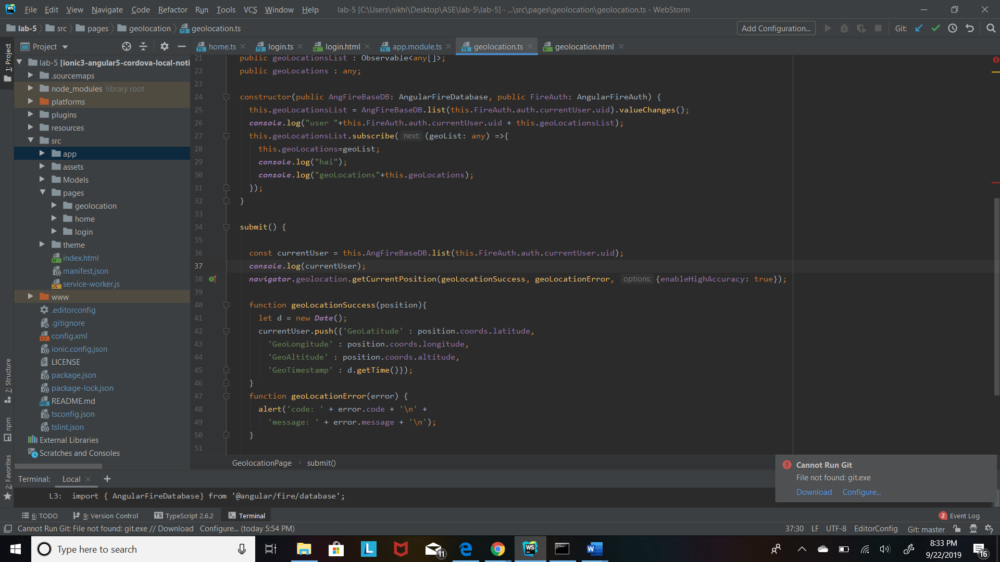 File Edit View Navigate Code Refactor Run Tools VCS Window Help lab-5 [C:\Users\nikhi\Desktop\ASE\lab-5\lab-5] - ...\src\pages\geolocation\geolocation.ts - WebStorm
lab-5 src pages geolocation geolocation.ts Add Configuration... Git:
1: Project
Project
home.ts login.ts login.html app.module.ts geolocation.ts geolocation.html
lab-5 [ionic3-angular5-cordova-local-noti
.sourcemaps
node_modules library root
platforms
plugins
resources
src
app
assets
Models
pages
geolocation
home
login
theme
index.html
manifest.json
service-worker.js
www
.editorconfig
.gitignore
config.xml
ionic.config.json
LICENSE
package.json
package-lock.json
README.md
tsconfig.json
tslint.json
External Libraries
Scratches and Consoles
7: Structure
npm
2: Favorites
21 public geoLocationsList : Observable<any[]>;
22 public geoLocations : any;
23
24 constructor(public AngFireBaseDB: AngularFireDatabase, public FireAuth: AngularFireAuth) {
25 this.geoLocationsList = AngFireBaseDB.list(this.FireAuth.auth.currentUser.uid).valueChanges();
26 console.log("user "+this.FireAuth.auth.currentUser.uid + this.geoLocationsList);
27 this.geoLocationsList.subscribe( next: (geoList: any) =>{
28 this.geoLocations=geoList;
29 console.log("hai");
30 console.log("geoLocations"+this.geoLocations);
31 });
32 }
33
34 submit() {
35
36 const currentUser = this.AngFireBaseDB.list(this.FireAuth.auth.currentUser.uid);
37 console.log(currentUser);
38 navigator.geolocation.getCurrentPosition(geoLocationSuccess, geoLocationError, options: {enableHighAccuracy: true});
39
40 function geoLocationSuccess(position){
41 let d = new Date();
42 currentUser.push({'GeoLatitude' : position.coords.latitude,
43 'GeoLongitude' : position.coords.longitude,
44 'GeoAltitude' : position.coords.altitude,
45 'GeoTimestamp' : d.getTime()});
46 }
47 function geoLocationError(error) {
48 alert('code: ' + error.code + '\n' +
49 'message: ' + error.message + '\n');
50 }
51
GeolocationPage submit()
Cannot Run Git
File not found: git.exe
Download Configure...
Terminal: Local
L3: import { AngularFireDatabase} from '@angular/fire/database';
6: TODO 9: Version Control TypeScript 2.6.2 Terminal 2 Event Log
Cannot Run Git: File not found: git.exe // Download Configure... (today 5:54 PM) 37:30 LF UTF-8 EditorConfig Git: master
Type here to search 11 8:33 PM
9/22/2019 16